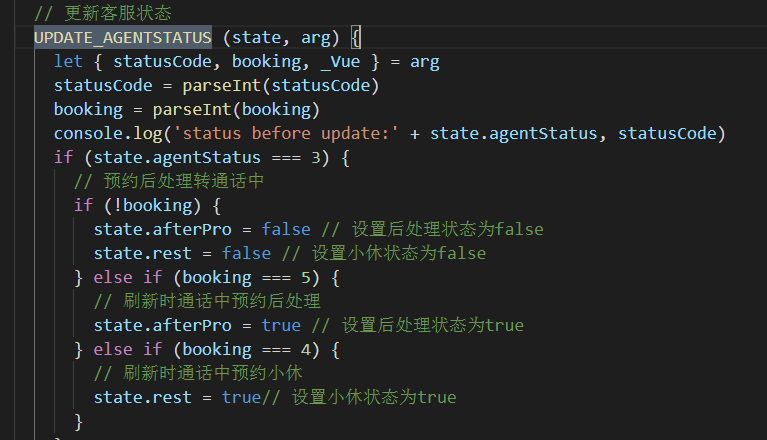 // 更新客服状态
UPDATE_AGENTSTATUS (state, arg) {
let { statusCode, booking, _Vue } = arg
statusCode = parseInt(statusCode)
booking = parseInt(booking)
console.log('status before update:' + state.agentStatus, statusCode)
if (state.agentStatus === 3) {
// 预约后处理转通话中
if (!booking) {
state.afterPro = false // 设置后处理状态为false
state.rest = false // 设置小休状态为false
} else if (booking === 5) {
// 刷新时通话中预约后处理
state.afterPro = true // 设置后处理状态为true
} else if (booking === 4) {
// 刷新时通话中预约小休
state.rest = true// 设置小休状态为true
}